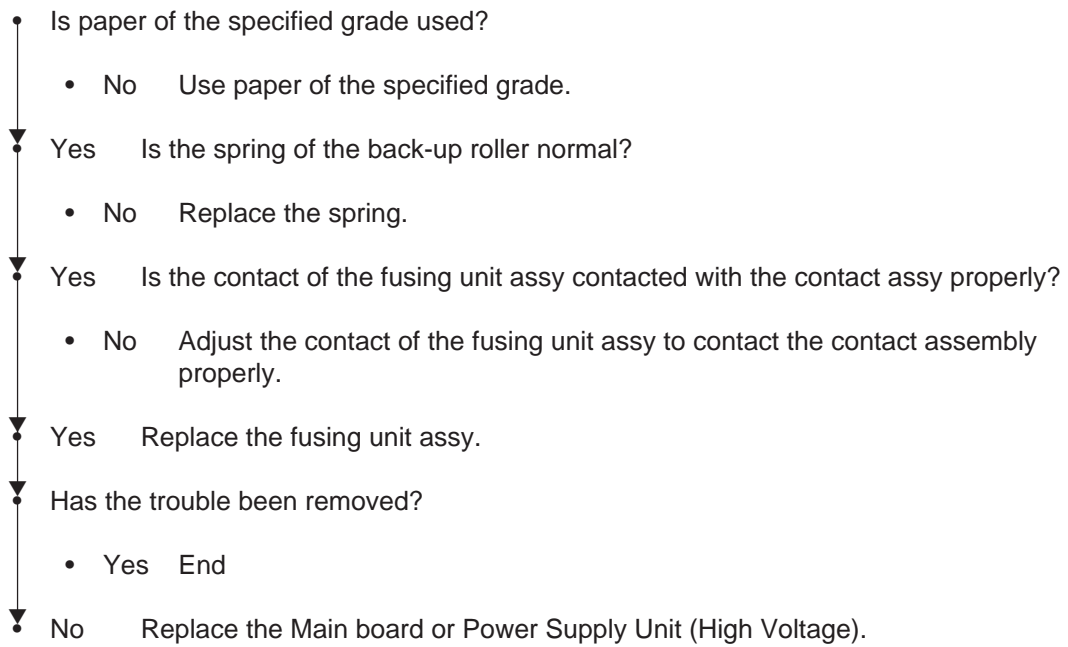 Is paper of the specified grade used?
• No Use paper of the specified grade.
Yes Is the spring of the back-up roller normal?
• No Replace the spring.
Yes Is the contact of the fusing unit assy contacted with the contact assy properly?
• No Adjust the contact of the fusing unit assy to contact the contact assembly
properly.
Yes Replace the fusing unit assy.
Has the trouble been removed?
• Yes End
No Replace the Main board or Power Supply Unit (High Voltage).